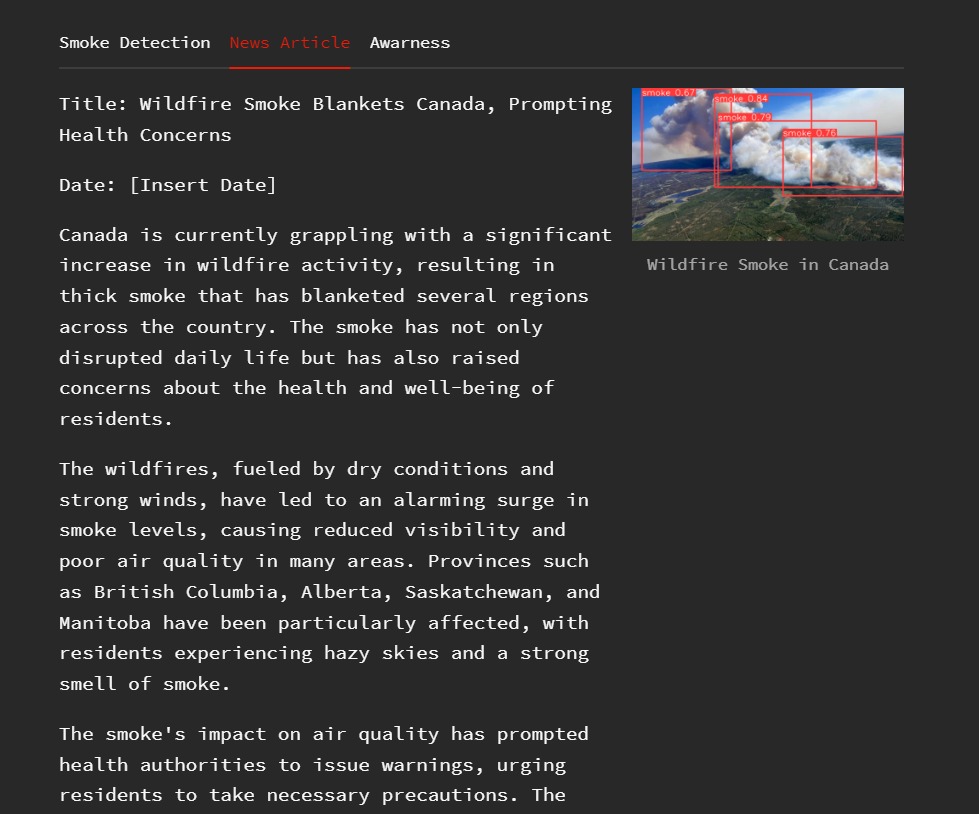 Smoke Detection News Article Awarness
Title: Wildfire Smoke Blankets Canada, Prompting
Health Concerns
Date: [Insert Date]
Canada is currently grappling with a significant
increase in wildfire activity, resulting in
thick smoke that has blanketed several regions
across the country. The smoke has not only
disrupted daily life but has also raised
concerns about the health and well-being of
residents.
The wildfires, fueled by dry conditions and
strong winds, have led to an alarming surge in
smoke levels, causing reduced visibility and
poor air quality in many areas. Provinces such
as British Columbia, Alberta, Saskatchewan, and
Manitoba have been particularly affected, with
residents experiencing hazy skies and a strong
smell of smoke.
The smoke's impact on air quality has prompted
health authorities to issue warnings, urging
residents to take necessary precautions. The
smoke 0.67
smoke 0.84
smoke 0.79
smoke 0.76
Wildfire Smoke in Canada